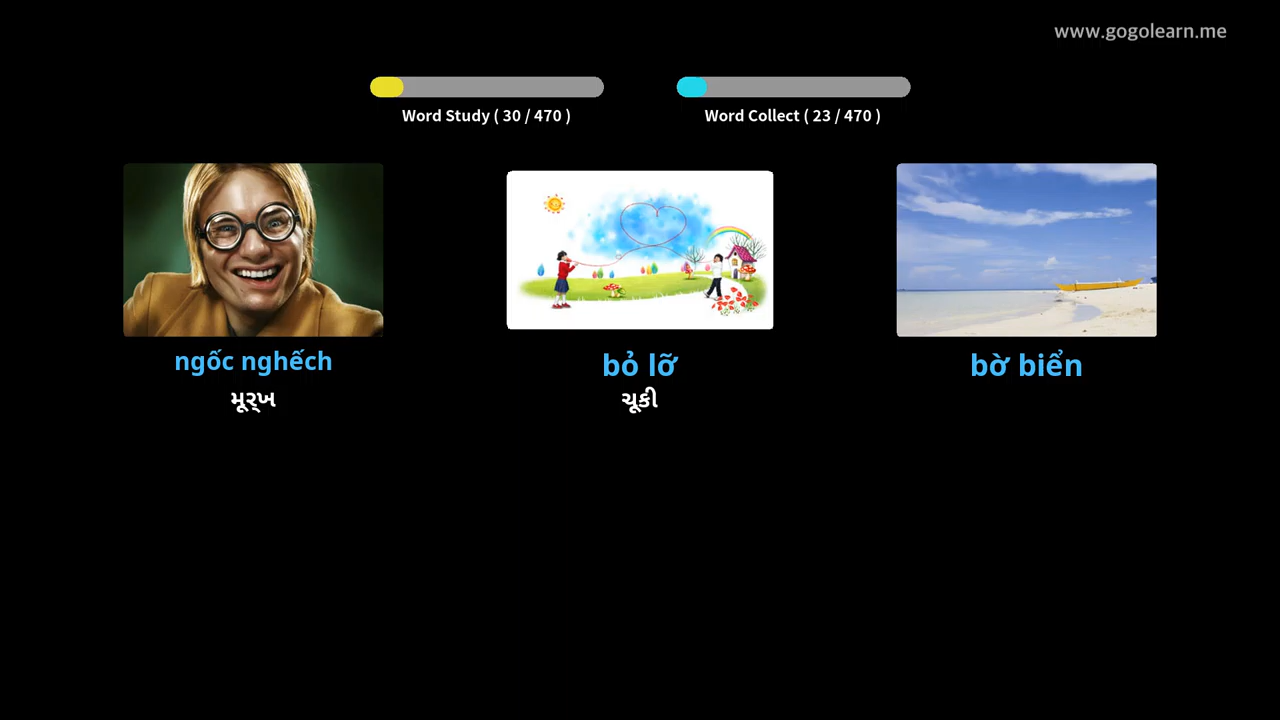 www.gogolearn.me
Word Study ( 30 / 470 )
Word Collect ( 23 / 470 )
ngốc nghếch
bỏ lỡ
bờ biển
મૂર્ખ
ચૂકી